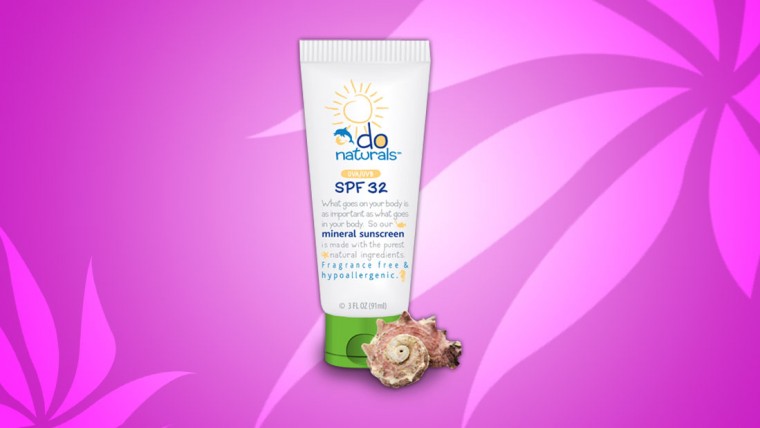 do
naturals™
UVA/UVB
SPF 32
What goes on your body is
as important as what goes
in your body. So our
mineral sunscreen
is made with the purest
natural ingredients.
Fragrance free &
hypoallergenic.
3 FL OZ (91ml)